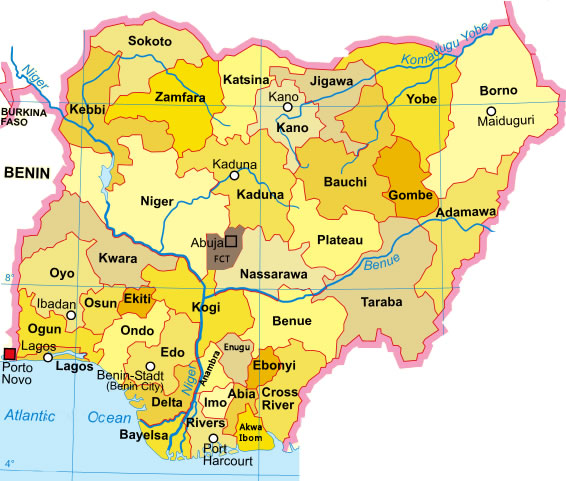 Sokoto
Niger
Katsina
Jigawa
Komadugu Yobe
Kebbi
Zamfara
Kano
Kano
Yobe
Borno
Maiduguri
BURKINA
FASO
BENIN
Kaduna
Kaduna
Bauchi
Gombe
Adamawa
Niger
Abuja
FCT
Plateau
Kwara
Nassarawa
Benue
Taraba
8°
Oyo
Ibadan
Osun
Ekiti
Kogi
Ogun
Ondo
Benue
Lagos
Lagos
Porto
Novo
Edo
Benin-Stadt
(Benin City)
Niger
Anambra
Enugu
Ebonyi
Delta
Imo
Abia
Cross
River
Atlantic Ocean
Bayelsa
Rivers
Akwa
Ibom
Port
Harcourt
4°